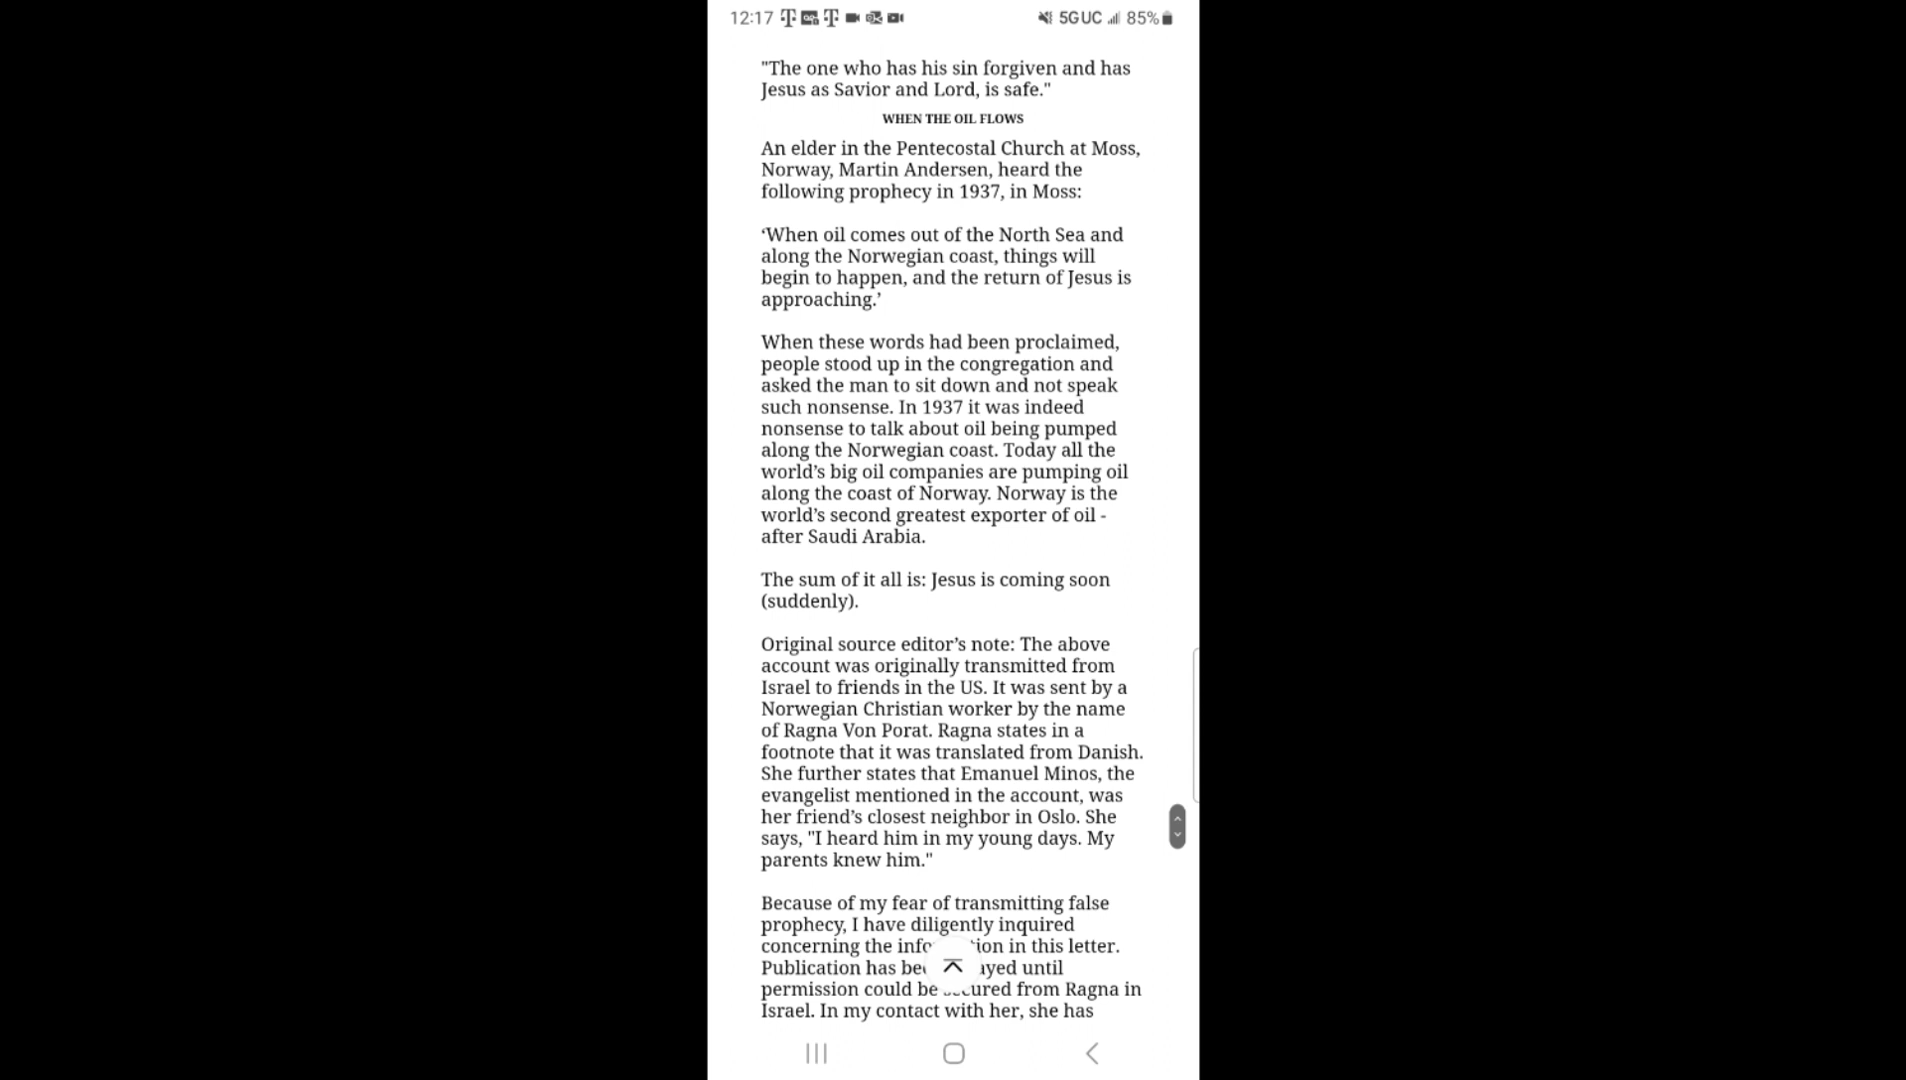 12:17 5G UC 85%
"The one who has his sin forgiven and has
Jesus as Savior and Lord, is safe."
WHEN THE OIL FLOWS
An elder in the Pentecostal Church at Moss,
Norway, Martin Andersen, heard the
following prophecy in 1937, in Moss:
‘When oil comes out of the North Sea and
along the Norwegian coast, things will
begin to happen, and the return of Jesus is
approaching.’
When these words had been proclaimed,
people stood up in the congregation and
asked the man to sit down and not speak
such nonsense. In 1937 it was indeed
nonsense to talk about oil being pumped
along the Norwegian coast. Today all the
world’s big oil companies are pumping oil
along the coast of Norway. Norway is the
world’s second greatest exporter of oil -
after Saudi Arabia.
The sum of it all is: Jesus is coming soon
(suddenly).
Original source editor’s note: The above
account was originally transmitted from
Israel to friends in the US. It was sent by a
Norwegian Christian worker by the name
of Ragna Von Porat. Ragna states in a
footnote that it was translated from Danish.
She further states that Emanuel Minos, the
evangelist mentioned in the account, was
her friend’s closest neighbor in Oslo. She
says, "I heard him in my young days. My
parents knew him."
Because of my fear of transmitting false
prophecy, I have diligently inquired
concerning the in this letter.
Publication has until
permission could be from Ragna in
Israel. In my contact with her, she has